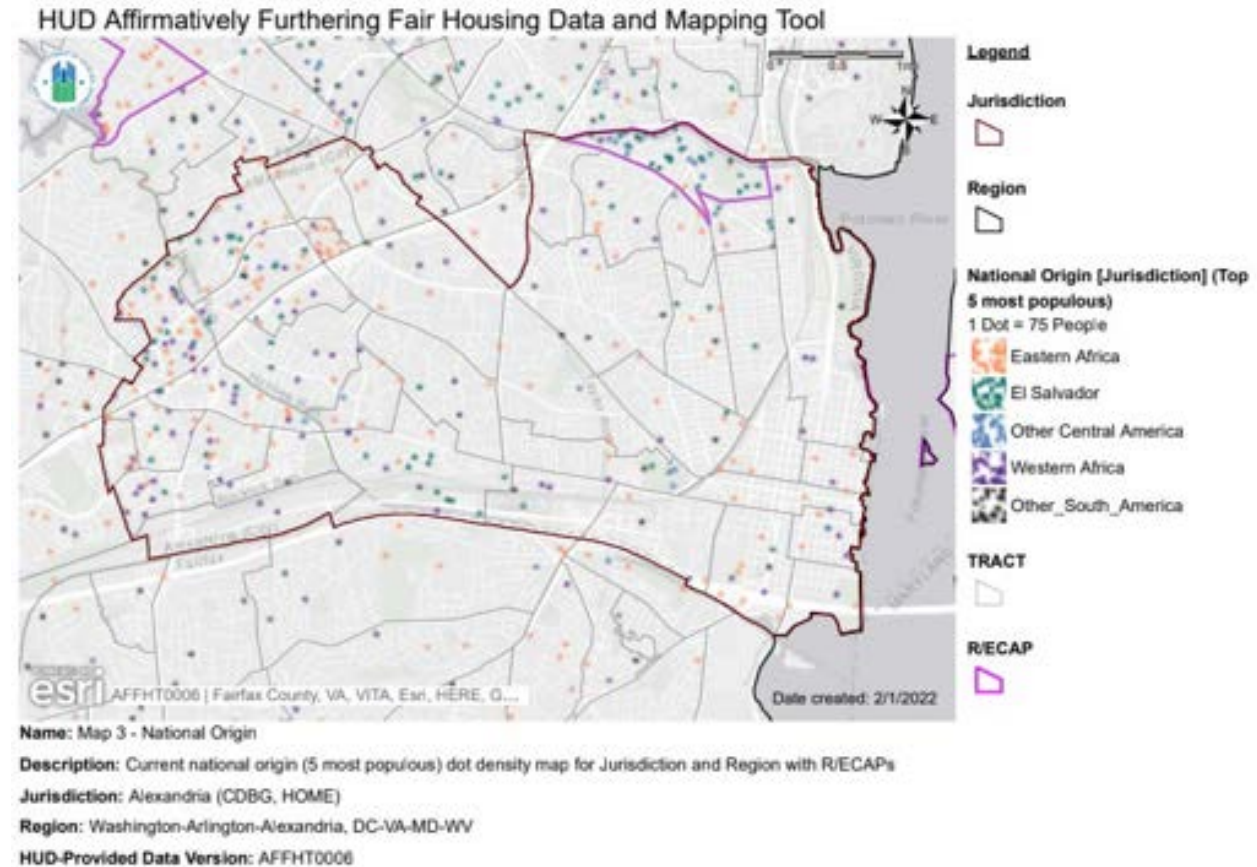 HUD Affirmatively Furthering Fair Housing Data and Mapping Tool
Legend
Jurisdiction
Region
National Origin [Jurisdiction] (Top
5 most populous)
1 Dot = 75 People
Eastern Africa
El Salvador
Other Central America
Western Africa
Other_South_America
TRACT
R/ECAP
N
W
E
Potomac River
Fairfax
MARYLAND
esri
AFFHT0006 | Fairfax County, VA, VITA, Esri, HERE, G...
Date created: 2/1/2022
Name: Map 3 - National Origin
Description: Current national origin (5 most populous) dot density map for Jurisdiction and Region with R/ECAPs
Jurisdiction: Alexandria (CDBG, HOME)
Region: Washington-Arlington-Alexandria, DC-VA-MD-WV
HUD-Provided Data Version: AFFHT0006